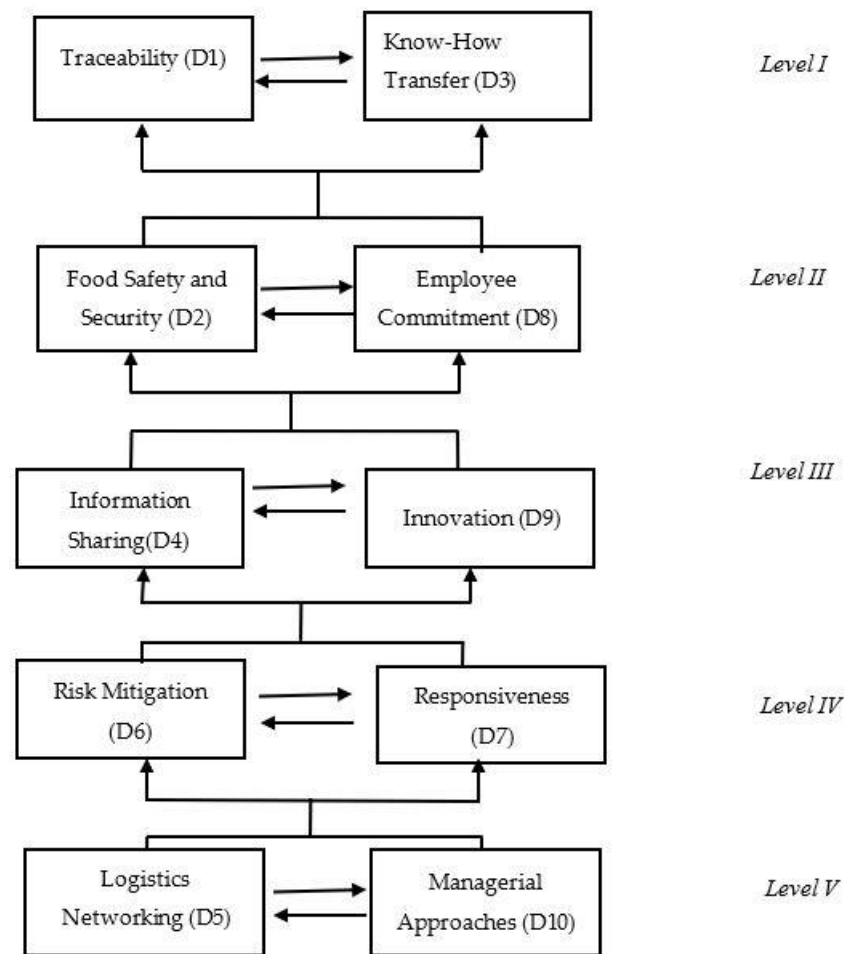 Traceability (D1)
Know-How
Transfer (D3)
Level I
Food Safety and
Security (D2)
Employee
Commitment (D8)
Level II
Information
Sharing(D4)
Innovation (D9)
Level III
Risk Mitigation
(D6)
Responsiveness
(D7)
Level IV
Logistics
Networking (D5)
Managerial
Approaches (D10)
Level V